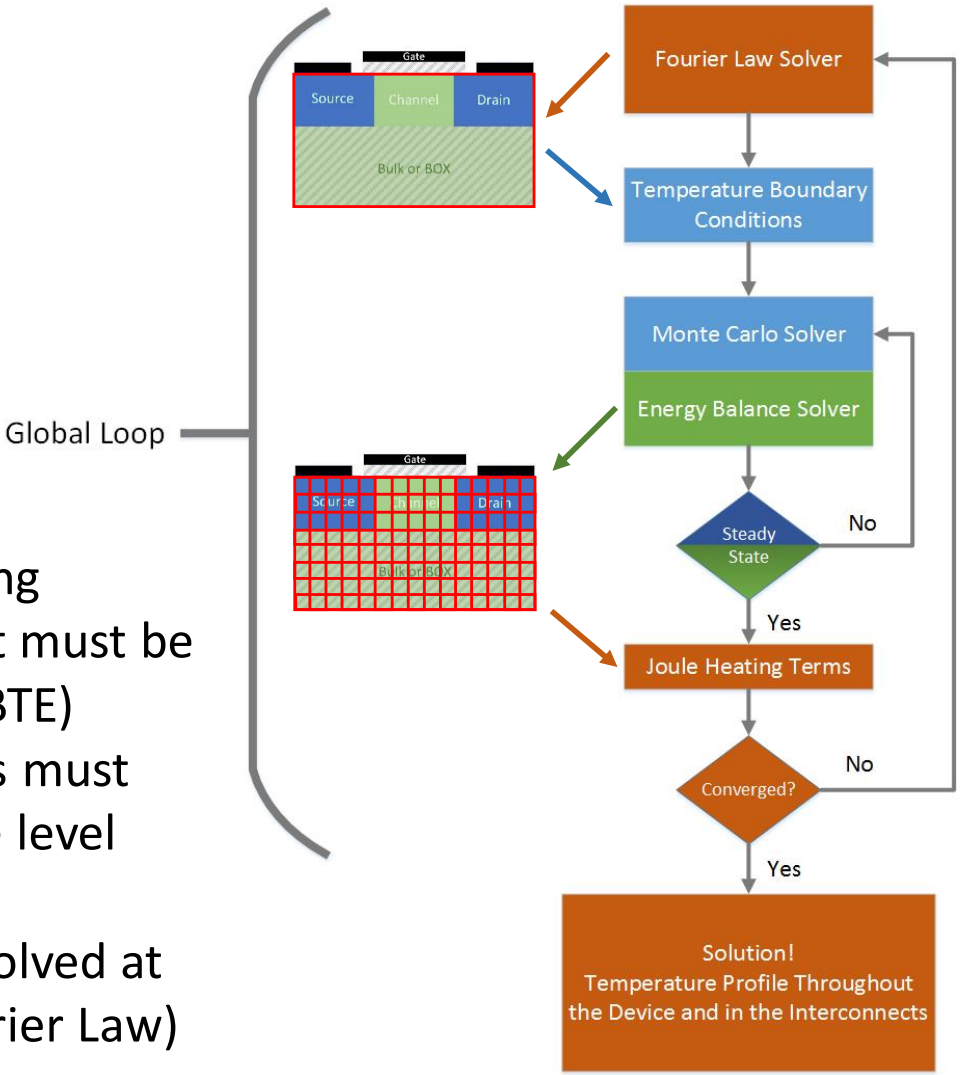 Gate
Source
Channel
Drain
Bulk or BOX
Fourier Law Solver
Temperature Boundary
Conditions
Monte Carlo Solver
Energy Balance Solver
Global Loop
Gate
Source
Channel
Drain
Bulk or BOX
Steady
State
No
Yes
ng
t must be
BTE)
s must
level
olved at
rier Law)
Joule Heating Terms
Converged?
No
Yes
Solution!
Temperature Profile Throughout
the Device and in the Interconnects